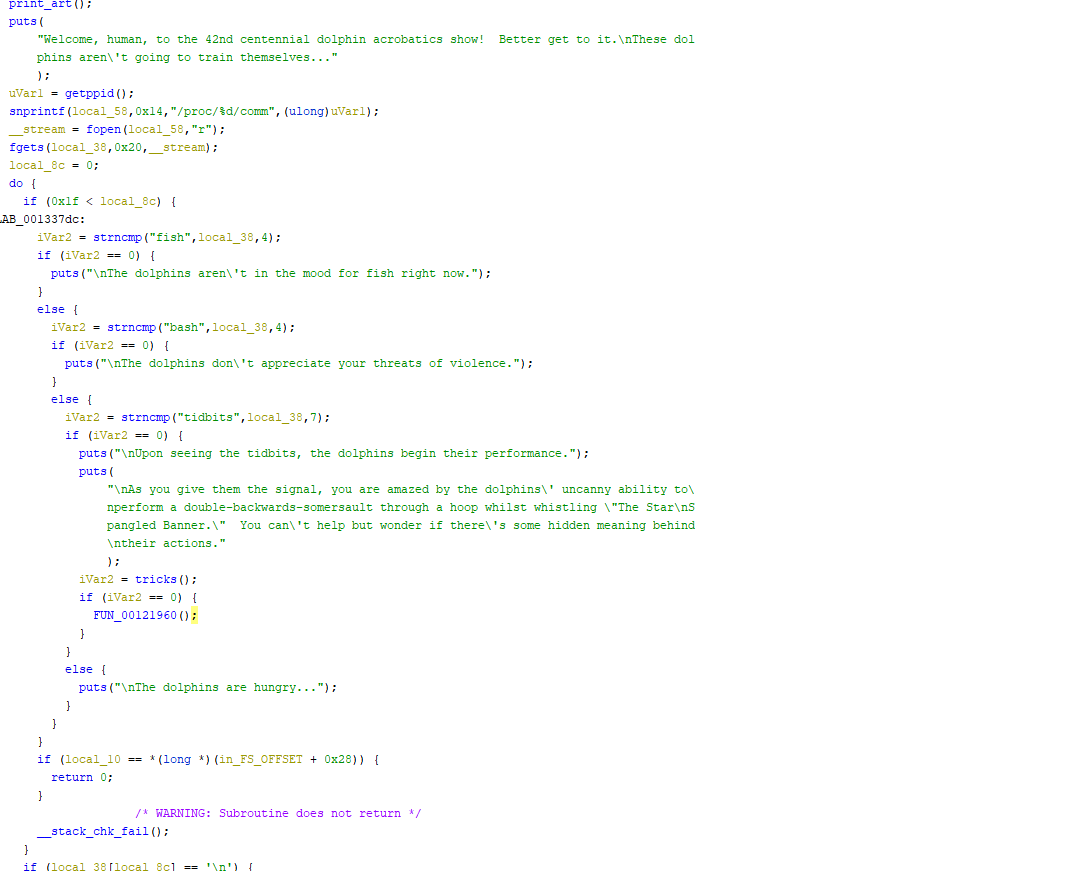 print_art();
puts(
"Welcome, human, to the 42nd centennial dolphin acrobatics show!  Better get to it.\nThese dol
phins aren\'t going to train themselves..."
);
uVar1 = getppid();
snprintf(local_58,0x14,"/proc/%d/comm",(ulong)uVar1);
__stream = fopen(local_58,"r");
fgets(local_38,0x20,__stream);
local_8c = 0;
do {
if (0x1f < local_8c) {
AB_001337dc:
iVar2 = strncmp("fish",local_38,4);
if (iVar2 == 0) {
puts("\nThe dolphins aren\'t in the mood for fish right now.");
}
else {
iVar2 = strncmp("bash",local_38,4);
if (iVar2 == 0) {
puts("\nThe dolphins don\'t appreciate your threats of violence.");
}
else {
iVar2 = strncmp("tidbits",local_38,7);
if (iVar2 == 0) {
puts("\nUpon seeing the tidbits, the dolphins begin their performance.");
puts(
"\nAs you give them the signal, you are amazed by the dolphins\' uncanny ability to\
nperform a double-backwards-somersault through a hoop whilst whistling \"The Star\nS
pangled Banner.\"  You can\'t help but wonder if there\'s some hidden meaning behind
\ntheir actions."
);
iVar2 = tricks();
if (iVar2 == 0) {
FUN_00121960();
}
}
else {
puts("\nThe dolphins are hungry...");
}
}
}
if (local_10 == *(long *)(in_FS_OFFSET + 0x28)) {
return 0;
}
/* WARNING: Subroutine does not return */
__stack_chk_fail();
}
if (local_38[local_8c] == '\n') {